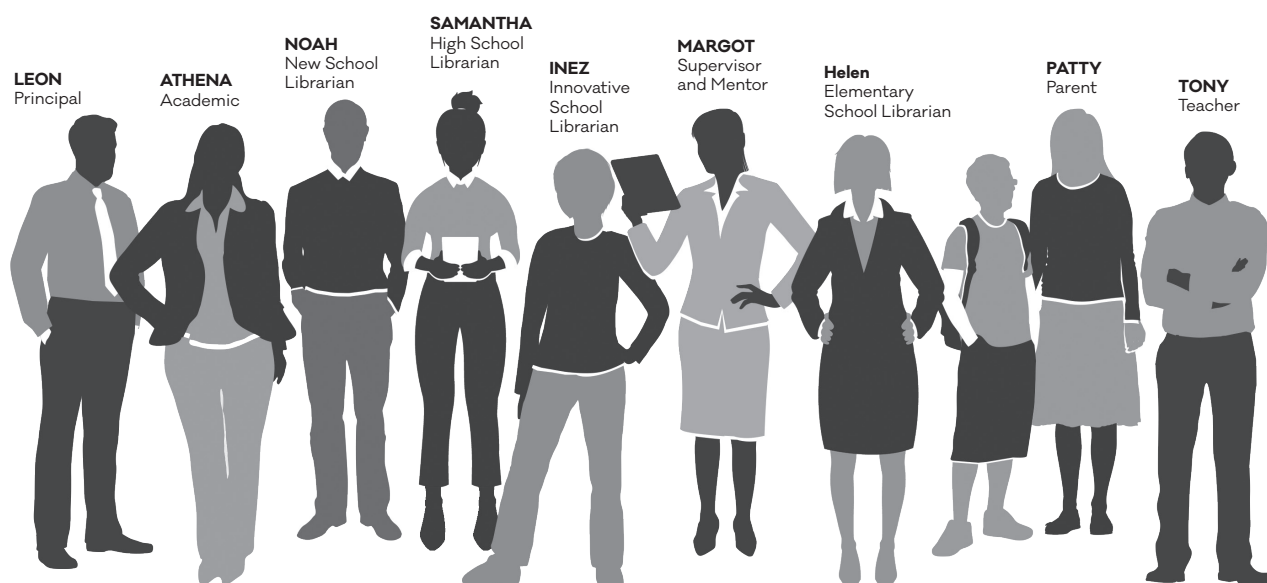 LEON
Principal
ATHENA
Academic
NOAH
New School
Librarian
SAMANTHA
High School
Librarian
INEZ
Innovative
School
Librarian
MARGOT
Supervisor
and Mentor
Helen
Elementary
School Librarian
PATTY
Parent
TONY
Teacher